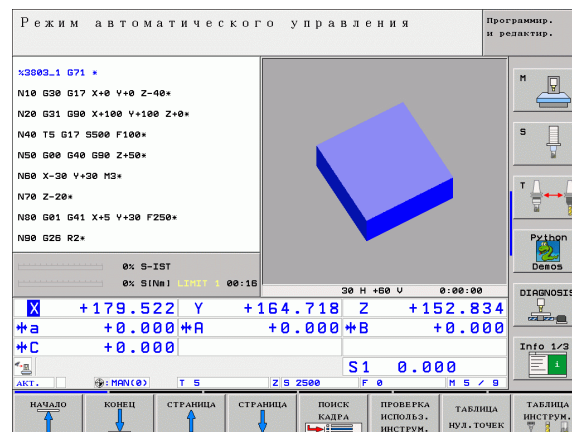 Режим автоматического управления
Программир.
и редактир.
%3803_1 G71 *
N10 G30 G17 X+0 Y+0 Z-40*
N20 G31 G90 X+100 Y+100 Z+0*
N40 T5 G17 S500 F100*
N50 G00 G40 G90 Z+50*
N60 X-30 Y+30 M3*
N70 Z-20*
N80 G01 G41 X+5 Y+30 F250*
N90 G26 R2*
0% S-IST
0% S[Nm] LIMIT 1 00:16
30 H +60 V 0:00:00
X +179.522 Y +164.718 Z +152.834
a +0.000 A +0.000 B +0.000
C +0.000
S1 0.000
АКТ. : MAN(0) T 5 Z S 2500 F 0 M 5 / 9
M
S
T
Python
Demos
DIAGNOSIS
Info 1/3
НАЧАЛО
КОНЕЦ
СТРАНИЦА
СТРАНИЦА
ПОИСК
КАДРА
ПРОВЕРКА
ИСПОЛЬЗ.
ИНСТРУМ.
ТАБЛИЦА
НУЛ.ТОЧЕК
ТАБЛИЦА
ИНСТРУМ.